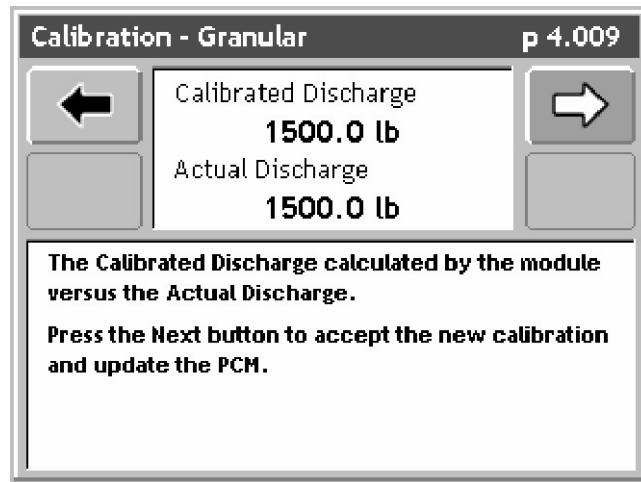 Calibration - Granular p 4.009
Calibrated Discharge
1500.0 lb
Actual Discharge
1500.0 lb
The Calibrated Discharge calculated by the module
versus the Actual Discharge.
Press the Next button to accept the new calibration
and update the PCM.